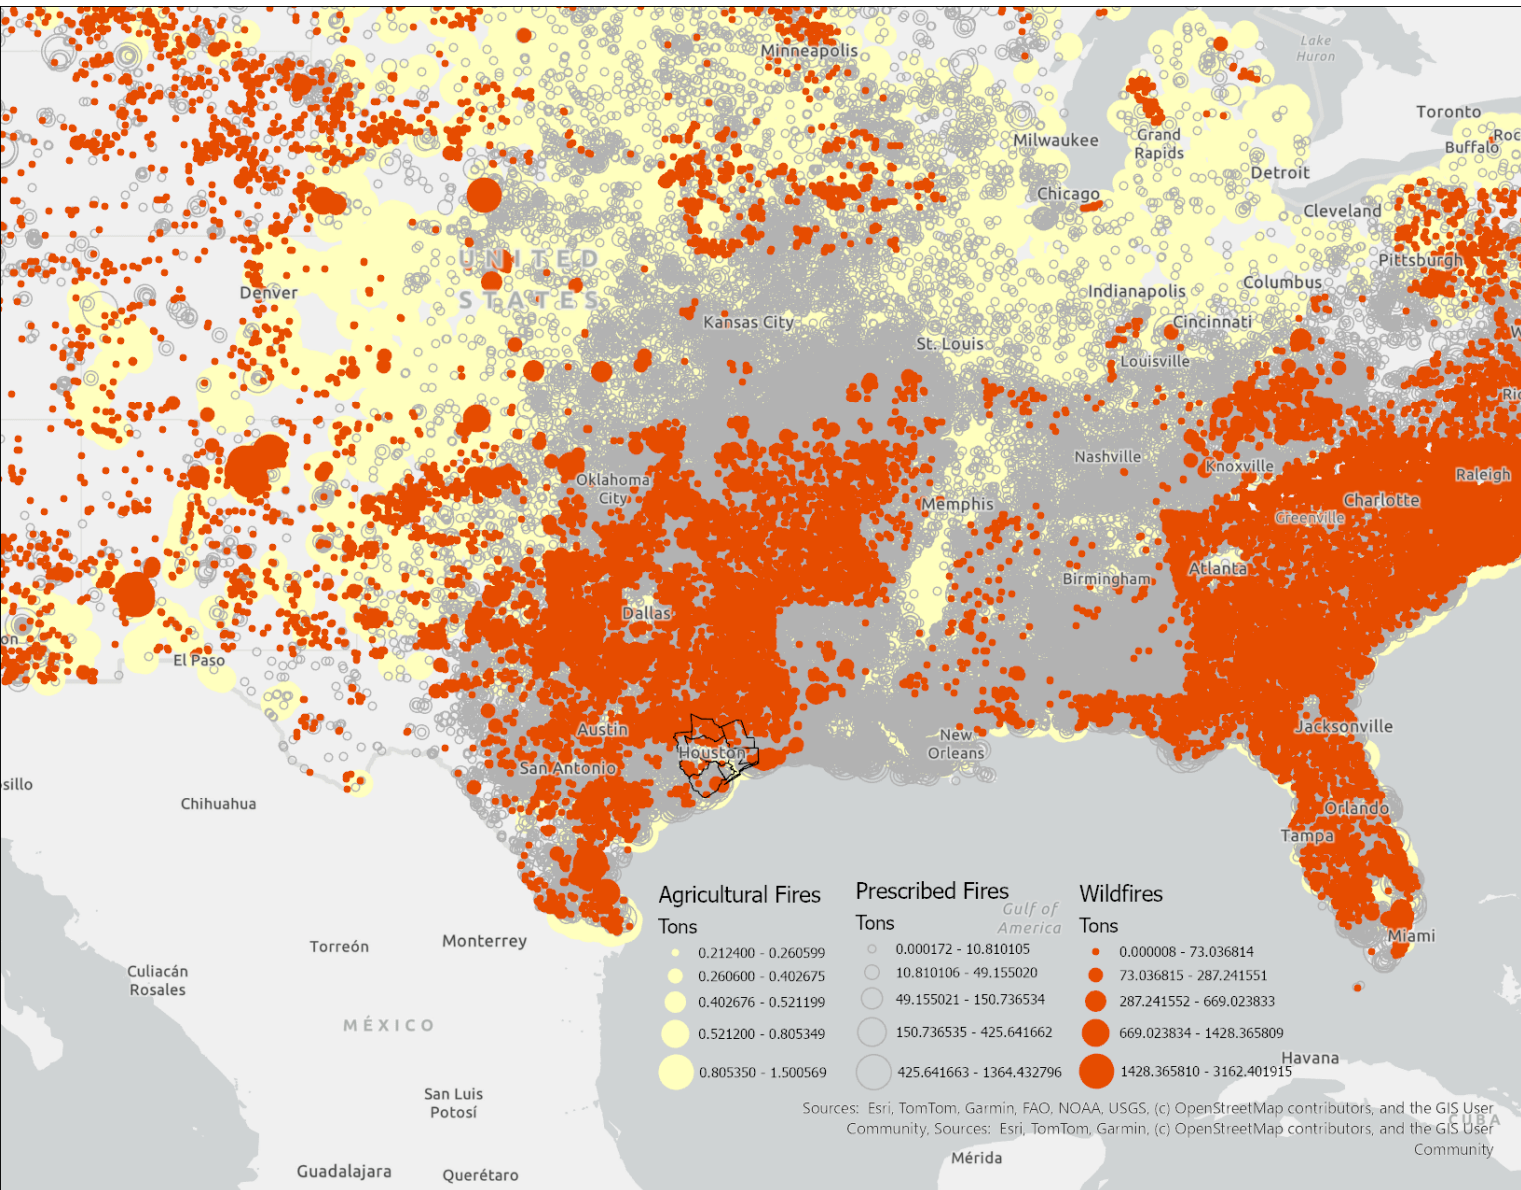 Lake
Huron
Minneapolis
Toronto
Milwaukee
Grand
Rapids
Buffalo
Detroit
Chicago
Cleveland
UNITED
STATES
Pittsburgh
Denver
Indianapolis
Columbus
Kansas City
Cincinnati
St. Louis
Louisville
Nashville
Knoxville
Raleigh
Oklahoma
City
Memphis
Charlotte
Greenville
Atlanta
Birmingham
Dallas
El Paso
Austin
New
Orleans
Jacksonville
Houston
San Antonio
Chihuahua
Orlando
Tampa
Agricultural Fires
Tons
0.212400 - 0.260599
0.260600 - 0.402675
0.402676 - 0.521199
0.521200 - 0.805349
0.805350 - 1.500569
Prescribed Fires
Tons
0.000172 - 10.810105
10.810106 - 49.155020
49.155021 - 150.736534
150.736535 - 425.641662
425.641663 - 1364.432796
Wildfires
Tons
0.000008 - 73.036814
73.036815 - 287.241551
287.241552 - 669.023833
669.023834 - 1428.365809
1428.365810 - 3162.401915
Gulf of
America
Miami
Torreón
Monterrey
Culiacán
Rosales
MÉXICO
Havana
San Luis
Potosí
CUBA
Sources: Esri, TomTom, Garmin, FAO, NOAA, USGS, (c) OpenStreetMap contributors, and the GIS User
Community, Sources: Esri, TomTom, Garmin, (c) OpenStreetMap contributors, and the GIS User
Community
Mérida
Guadalajara
Querétaro